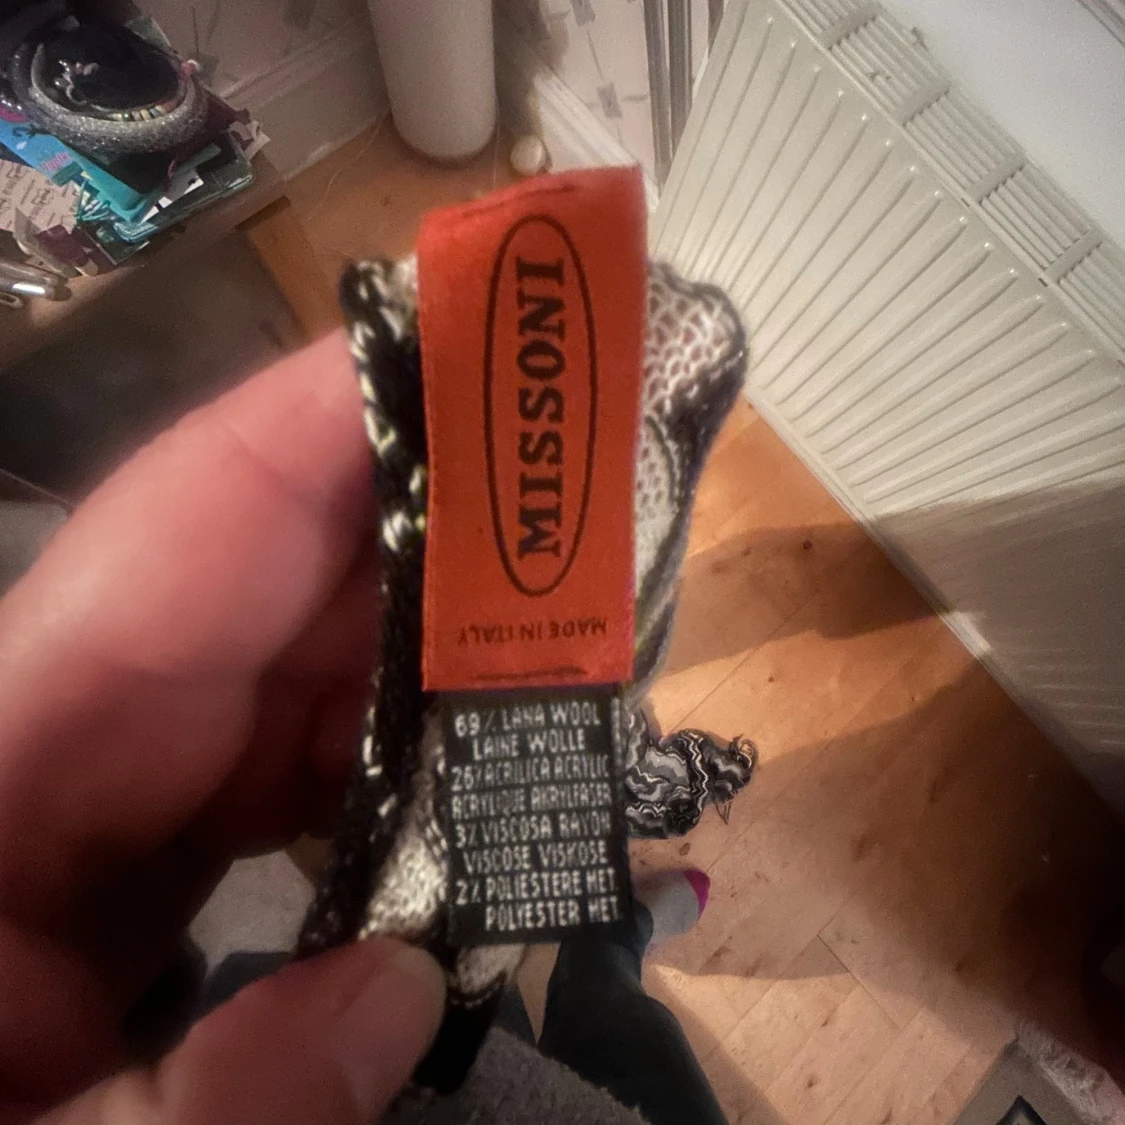 MISSONI
MADE IN ITALY
69% LANA WOOL
LAINE WOLLE
26% ACRILICA ACRYLIC
ACRYLIQUE AKRYLFASER
3% VISCOSA RAYON
VISCOSE VISKOSE
2% POLIESTERE MET
POLYESTER MET